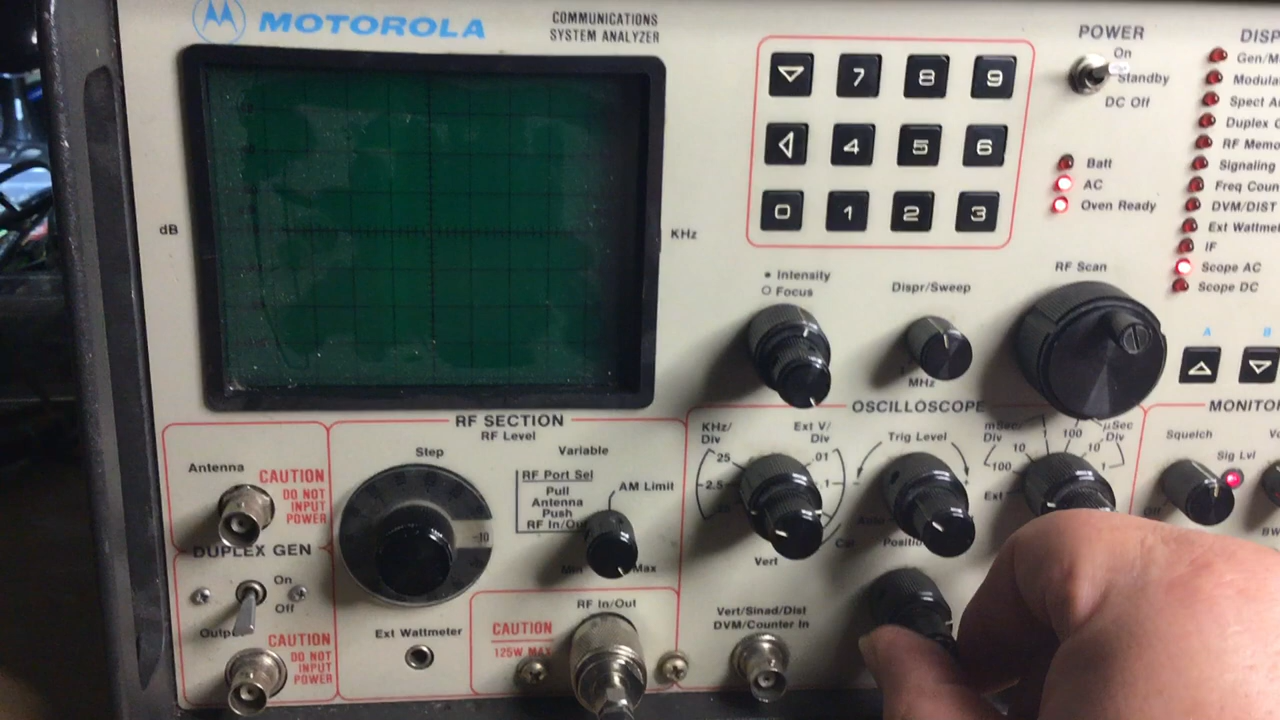 MOTOROLA
COMMUNICATIONS
SYSTEM ANALYZER
7 8 9
4 5 6
0 1 2 3
POWER
On
Standby
DC Off
Batt
AC
Oven Ready
DISP
Gen/M
Modula
Spect A
Duplex
RF Memo
Signaling
Freq Coun
DVM/DIST
Ext Wattme
IF
Scope AC
Scope DC
dB
KHz
Intensity
Focus
Dispr/Sweep
MHz
RF Scan
A
B
RF SECTION
RF Level
Step
-10
Variable
RF Port Sel
Pull
Antenna
Push
RF In/Out
AM Limit
Min
Max
Antenna
CAUTION
DO NOT
INPUT
POWER
DUPLEX GEN
On
Off
Output
CAUTION
DO NOT
INPUT
POWER
Ext Wattmeter
CAUTION
125W MAX
RF In/Out
OSCILLOSCOPE
KHz/
Div
25
2.5
Ext V/
Div
.01
.1
Cal
Vert
Trig Level
Auto
Position
mSec/
Div
10
100
Ext
100
10
1
μSec
Div
Vert/Sinad/Dist
DVM/Counter In
MONITO
Squelch
Sig Lvl
Off